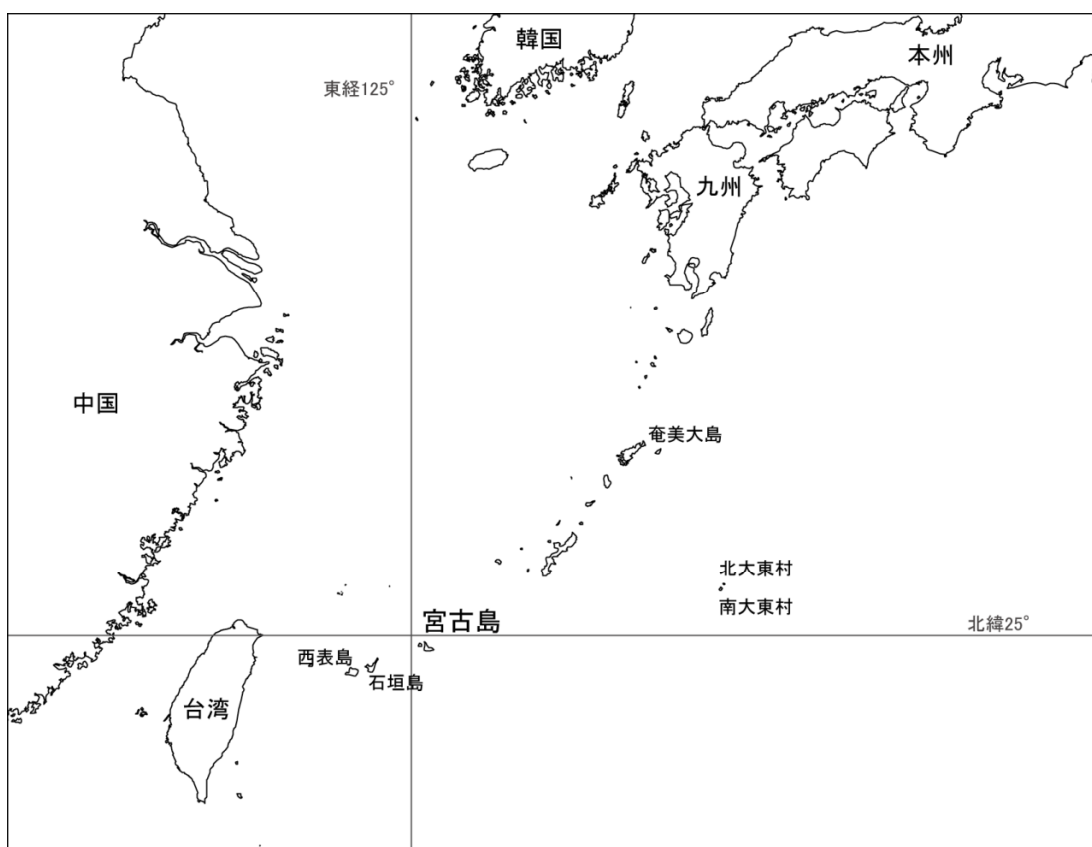 韓国
本州
東経125°
九州
中国
奄美大島
北大東村
南大東村
宮古島
北緯25°
西表島
石垣島
台湾